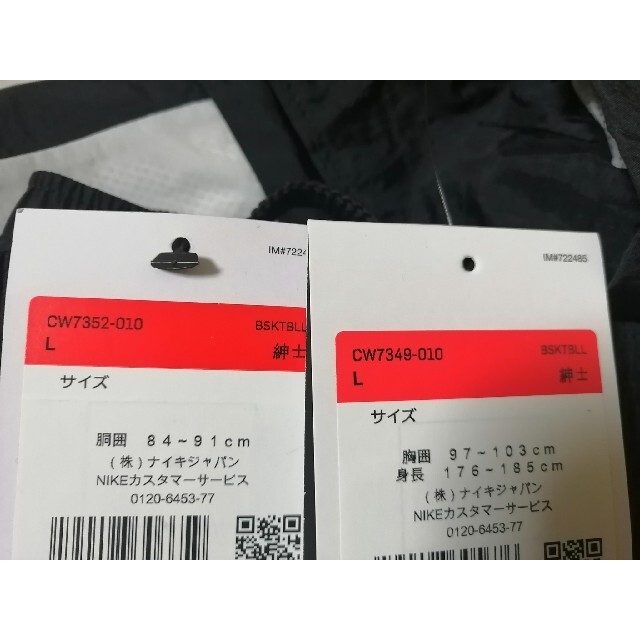 IM#7224
CW7352-010 BSKTBLL
L 紳士
サイズ
胴囲 84~91cm
(株)ナイキジャパン
NIKEカスタマーサービス
0120-6453-77
IM#722485
CW7349-010 BSKTBLL
L 紳士
サイズ
胸囲 97~103cm
身長 176~185cm
(株)ナイキジャパン
NIKEカスタマーサービス
0120-6453-77